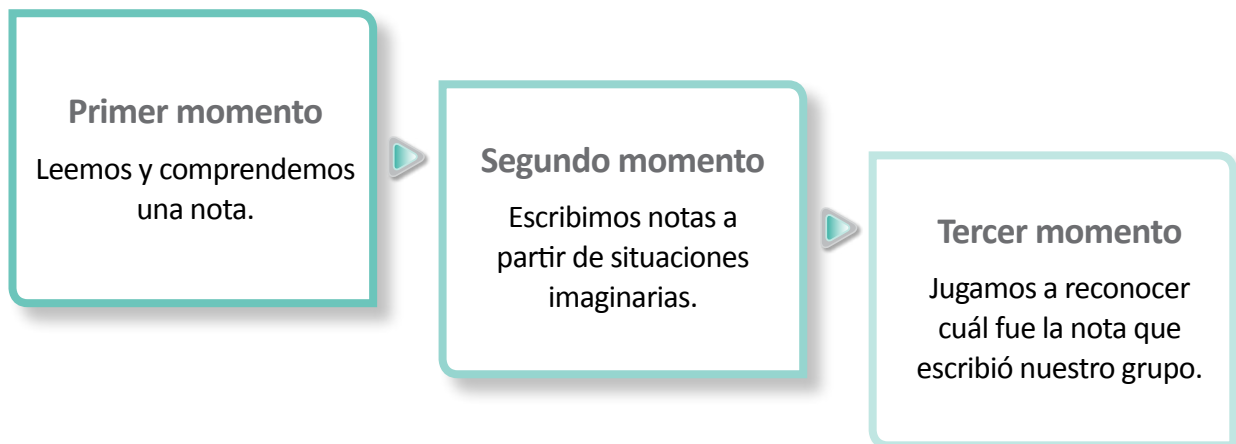 Primer momento
Leemos y comprendemos
una nota.
Segundo momento
Escribimos notas a
partir de situaciones
imaginarias.
Tercer momento
Jugamos a reconocer
cuál fue la nota que
escribió nuestro grupo.